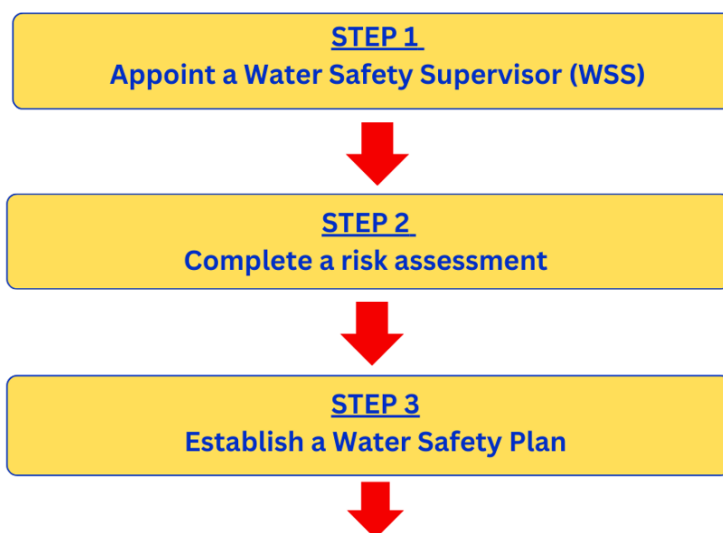 STEP 1
Appoint a Water Safety Supervisor (WSS)
STEP 2
Complete a risk assessment
STEP 3
Establish a Water Safety Plan